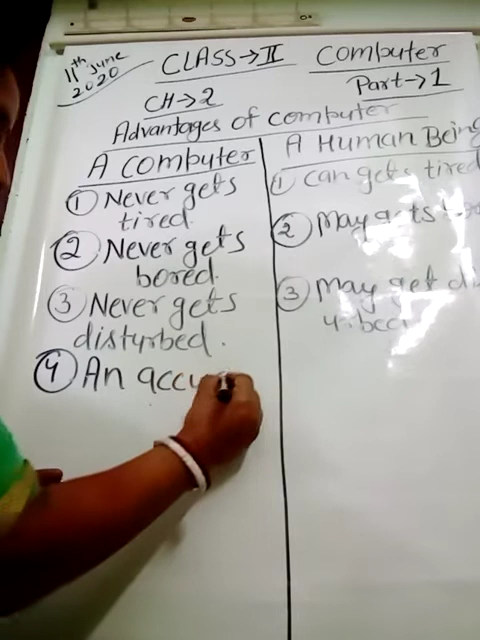 11th June
2020
CLASS→II Computer
Part→1
CH→2
Advantages of computer
A computer
① Never gets
tired.
② Never gets
bored.
③ Never gets
disturbed.
④ An accu
A Human Being
① can gets tired
② May gets
③ May get di